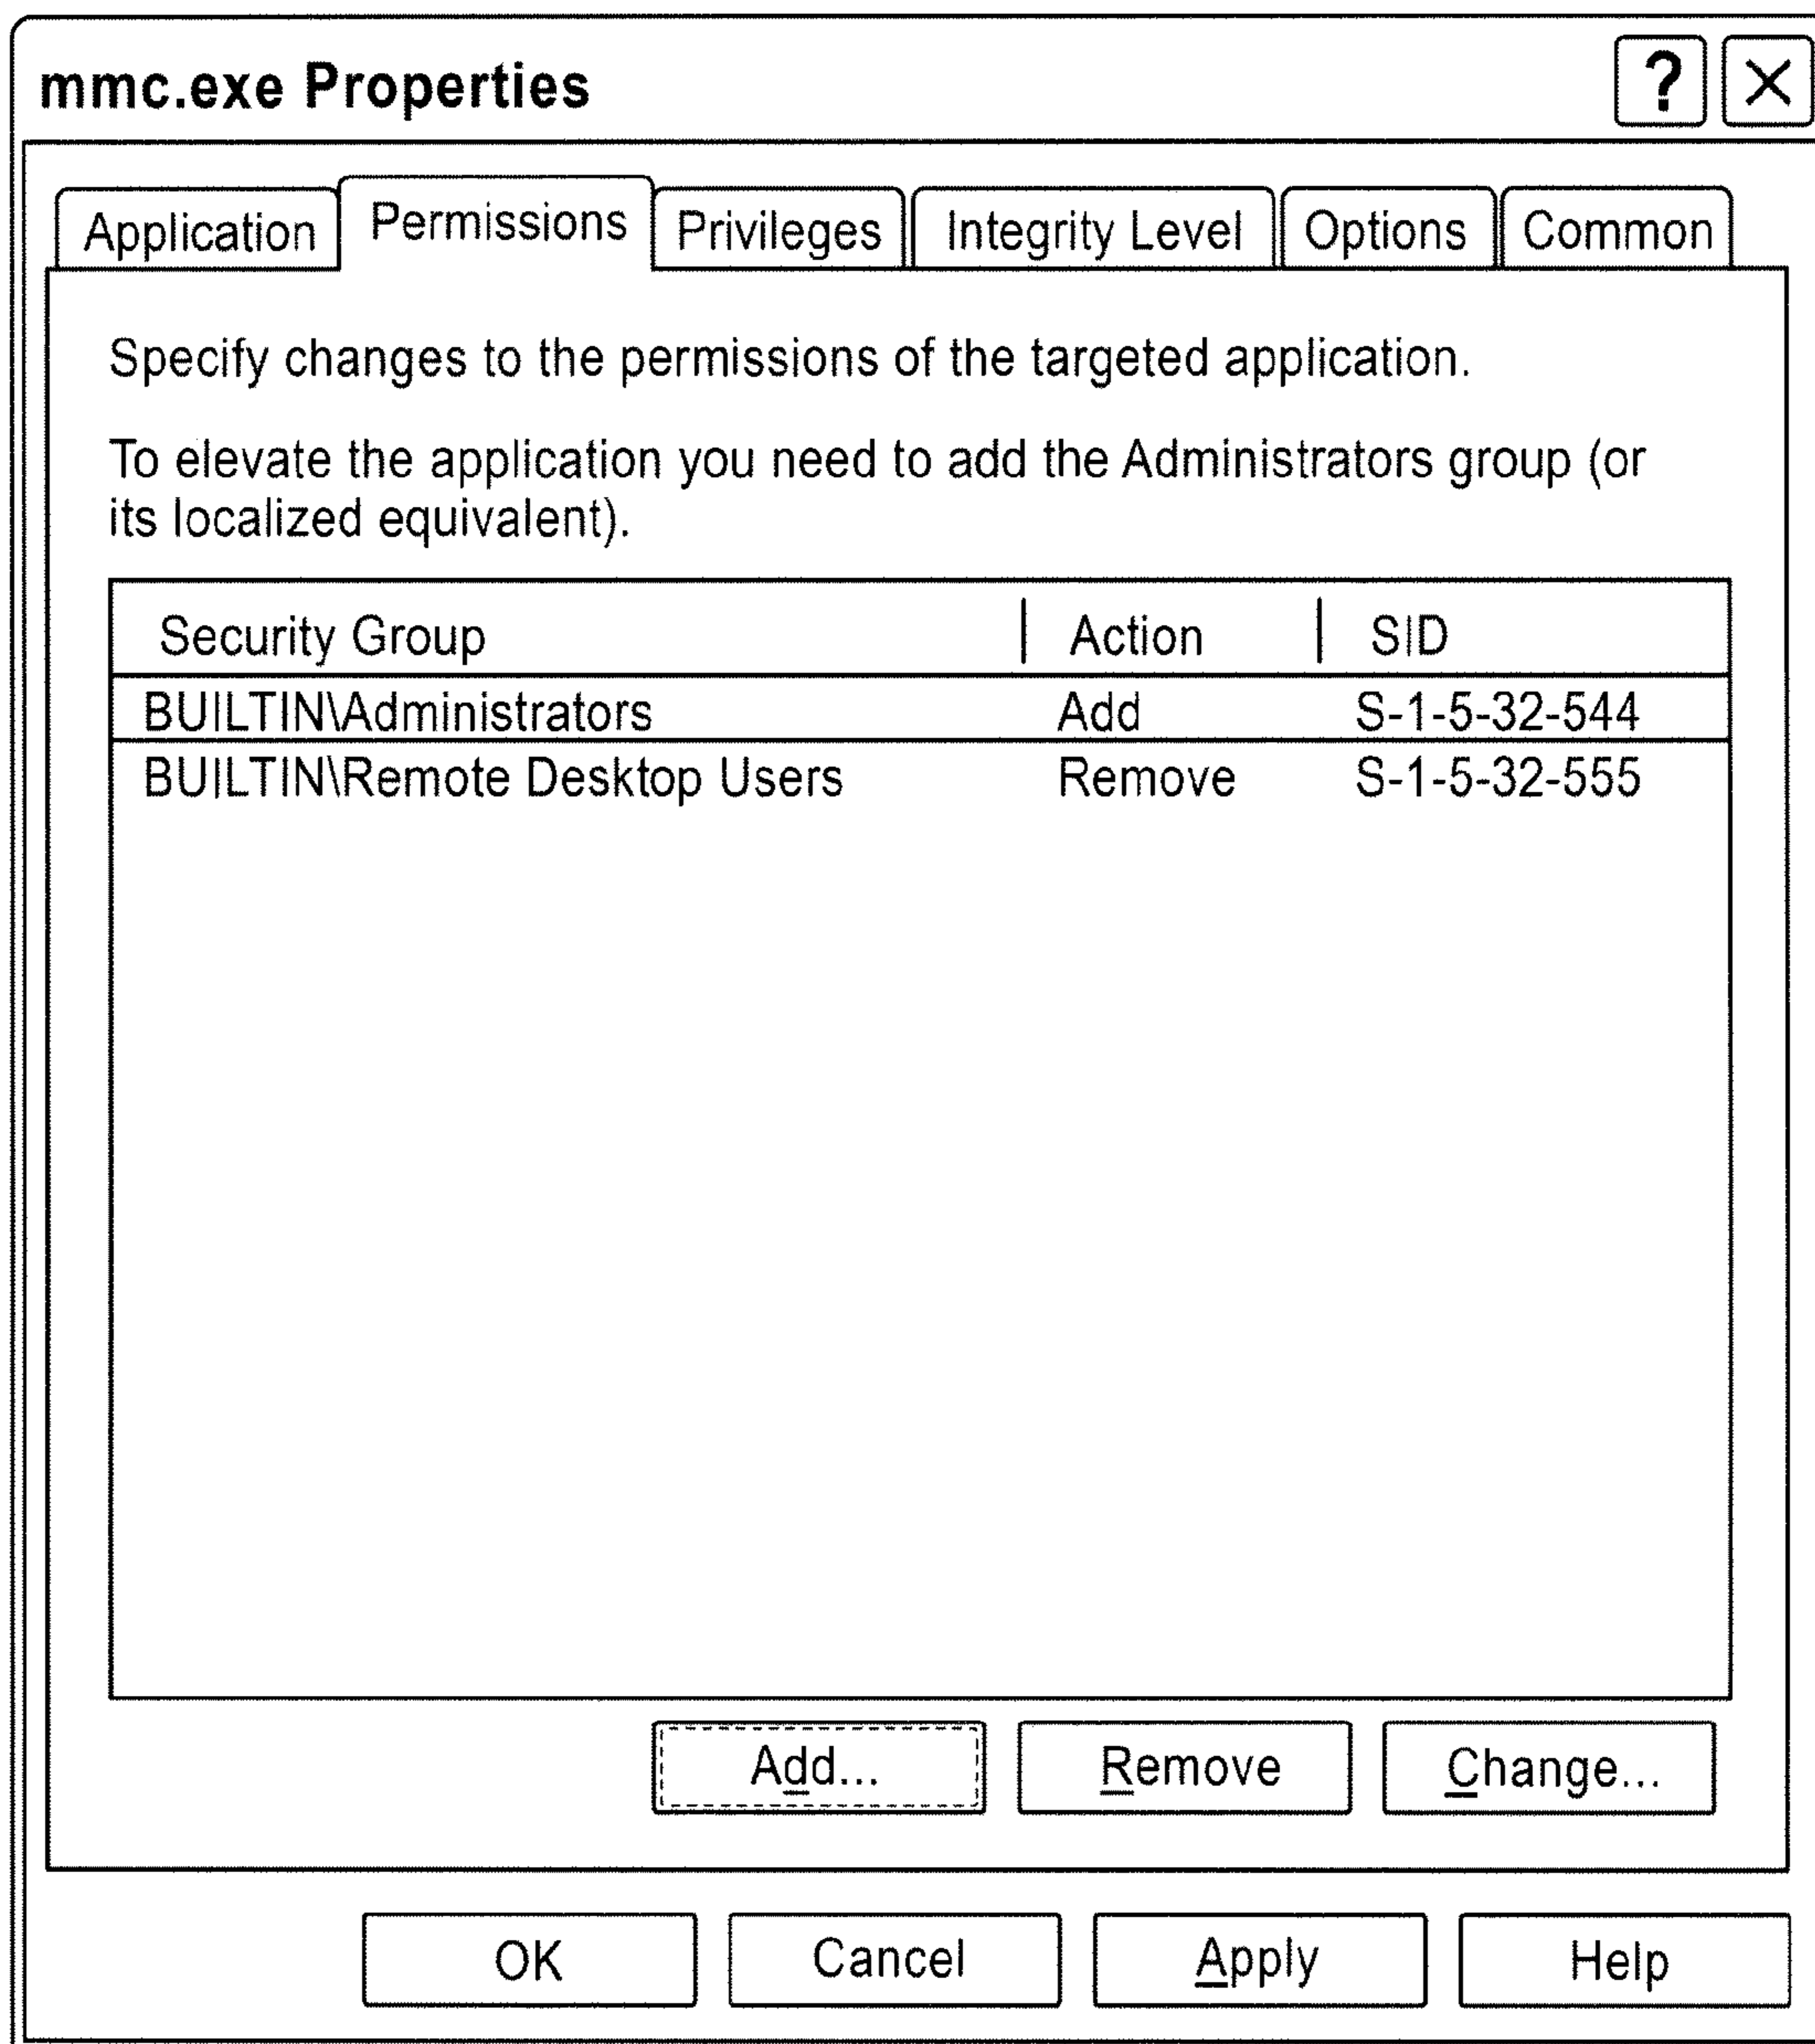 mmc.exe Properties ? ×
Application Permissions Privileges Integrity Level Options Common
Specify changes to the permissions of the targeted application.
To elevate the application you need to add the Administrators group (or
its localized equivalent).
Security Group Action SID
BUILTIN\Administrators Add S-1-5-32-544
BUILTIN\Remote Desktop Users Remove S-1-5-32-555
Add... Remove Change...
OK Cancel Apply Help